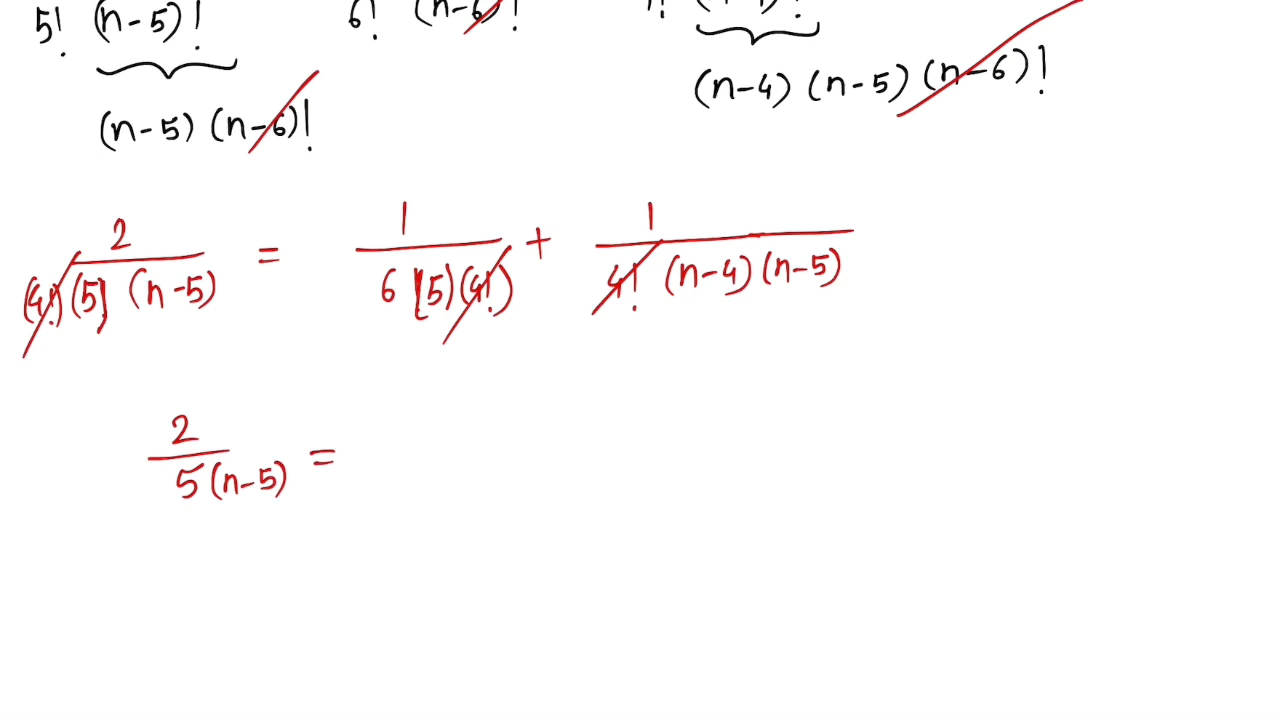 5! (n-5)! 6! (n-6)!
(n-4) (n-5) (n-6)!
(n-5) (n-6)!
2/((4!)(5)(n-5)) = 1/(6(5)(4!)) + 1/(4!(n-4)(n-5))
2/(5(n-5)) =